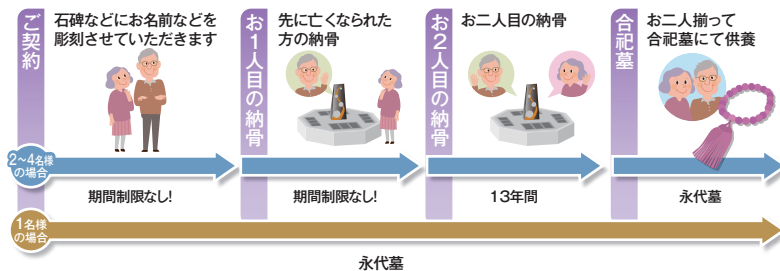 ご契約
石碑などにお名前などを
彫刻させていただきます
お1人目の納骨
先に亡くなられた
方の納骨
お2人目の納骨
お二人目の納骨
合祀墓
お二人揃って
合祀墓にて供養
2〜4名様
の場合
期間制限なし!
期間制限なし!
13年間
永代墓
1名様
の場合
永代墓